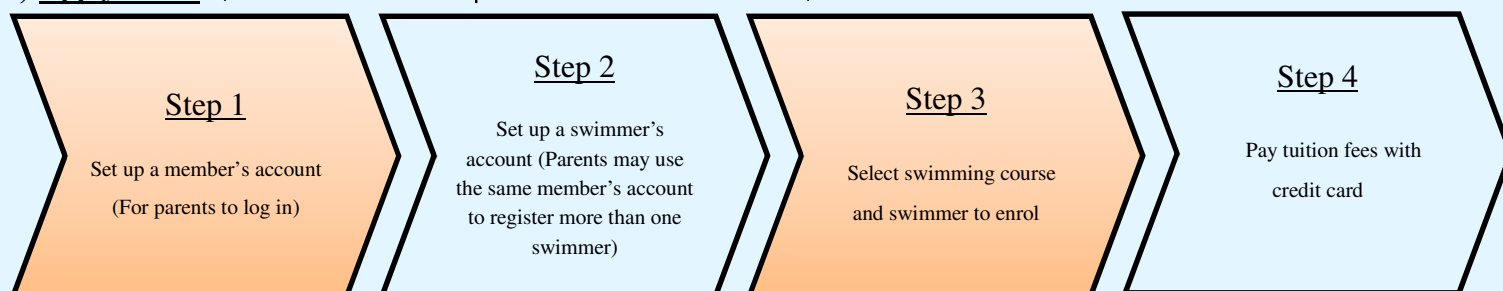 Step 1
Set up a member’s account
(For parents to log in)
Step 2
Set up a swimmer’s
account (Parents may use
the same member’s account
to register more than one
swimmer)
Step 3
Select swimming course
and swimmer to enrol
Step 4
Pay tuition fees with
credit card